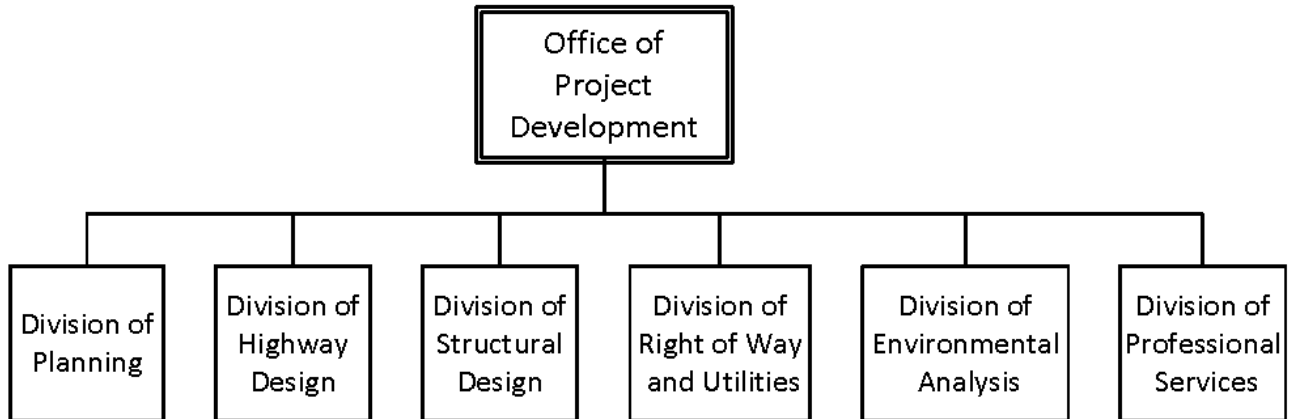 Office of
Project
Development
Division of
Planning
Division of
Highway
Design
Division of
Structural
Design
Division of
Right of Way
and Utilities
Division of
Environmental
Analysis
Division of
Professional
Services